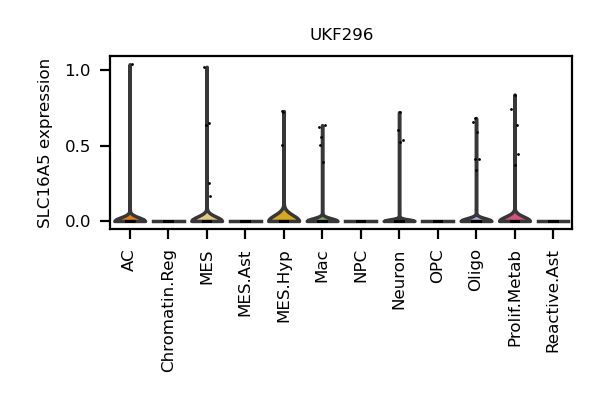 UKF296
SLC16A5 expression
1.0
0.5
0.0
AC
Chromatin.Reg
MES
MES.Ast
MES.Hyp
Mac
NPC
Neuron
OPC
Oligo
Prolif.Metab
Reactive.Ast